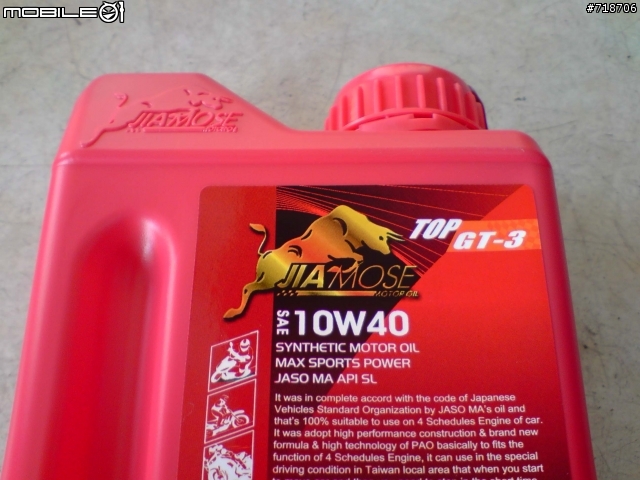 MOBILE01
#718706
JIAMOSE
TOP
GT-3
JIAMOSE
MOTOR OIL
SAE 10W40
SYNTHETIC MOTOR OIL
MAX SPORTS POWER
JASO MA API SL
It was in complete accord with the code of Japanese
Vehicles Standard Organization by JASO MA's oil and
that's 100% suitable to use on 4 Schedules Engine of car.
It was adopt high performance construction & brand new
formula & high technology of PAO basically to fits the
function of 4 Schedules Engine, it can use in the special
driving condition in Taiwan local area that when you start